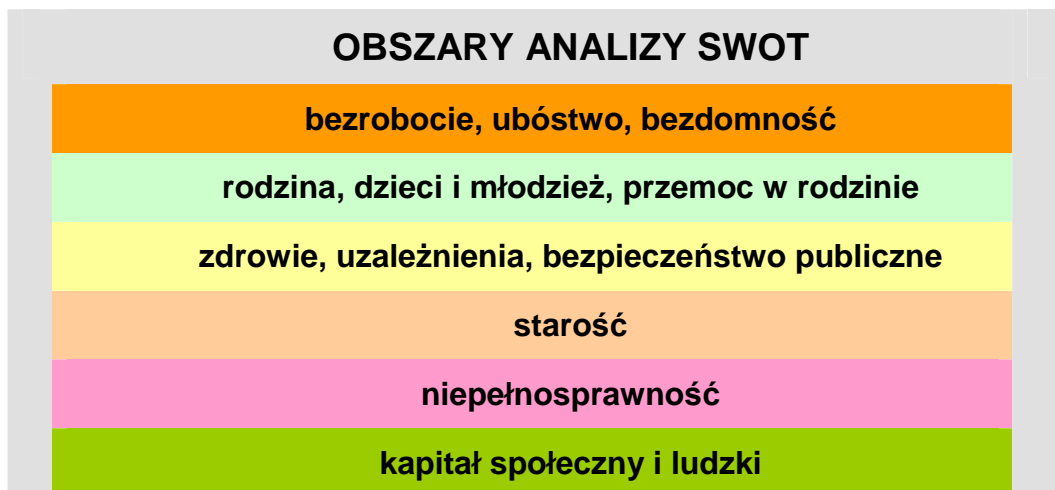 OBSZARY ANALIZY SWOT
bezrobocie, ubóstwo, bezdomność
rodzina, dzieci i młodzież, przemoc w rodzinie
zdrowie, uzależnienia, bezpieczeństwo publiczne
starość
niepełnosprawność
kapitał społeczny i ludzki